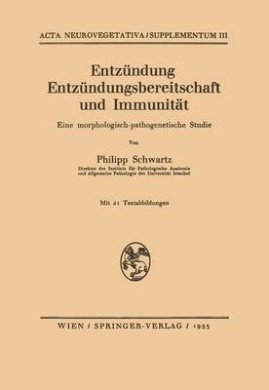 ACTA NEUROVEGETATIVA/SUPPLEMENTUM III
Entzündung
Entzündungsbereitschaft
und Immunität
Eine morphologisch-pathogenetische Studie
Von
Philipp Schwartz
Direktor des Instituts für Pathologische Anatomie
und Allgemeine Pathologie der Universität Istanbul
Mit 21 Textabbildungen
WIEN / SPRINGER-VERLAG / 1955